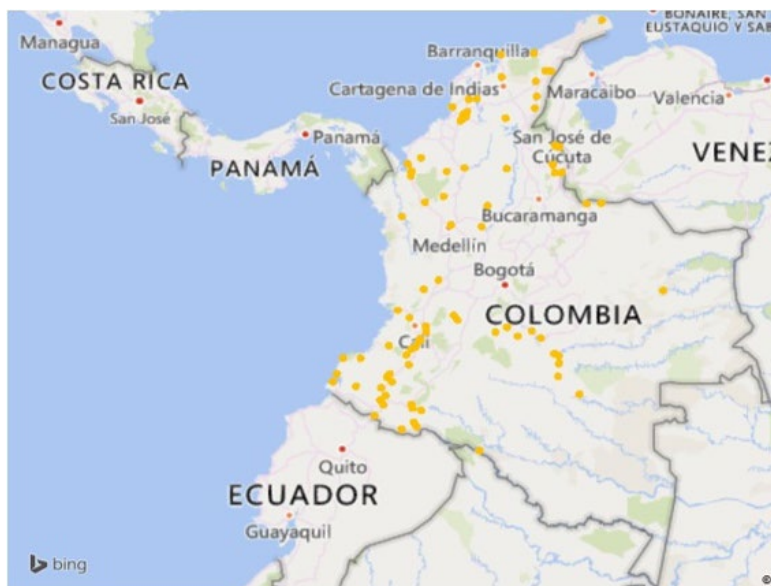 BONAIRE, SAN
EUSTAQUIO Y SAB
Managua
Barranquilla
COSTA RICA
Cartagena de Indias
Maracaibo
Valencia
San José
Panamá
San José de
Cúcuta
PANAMÁ
VENEZ
Bucaramanga
Medellín
Bogotá
COLOMBIA
Cali
Quito
ECUADOR
Guayaquil
bing